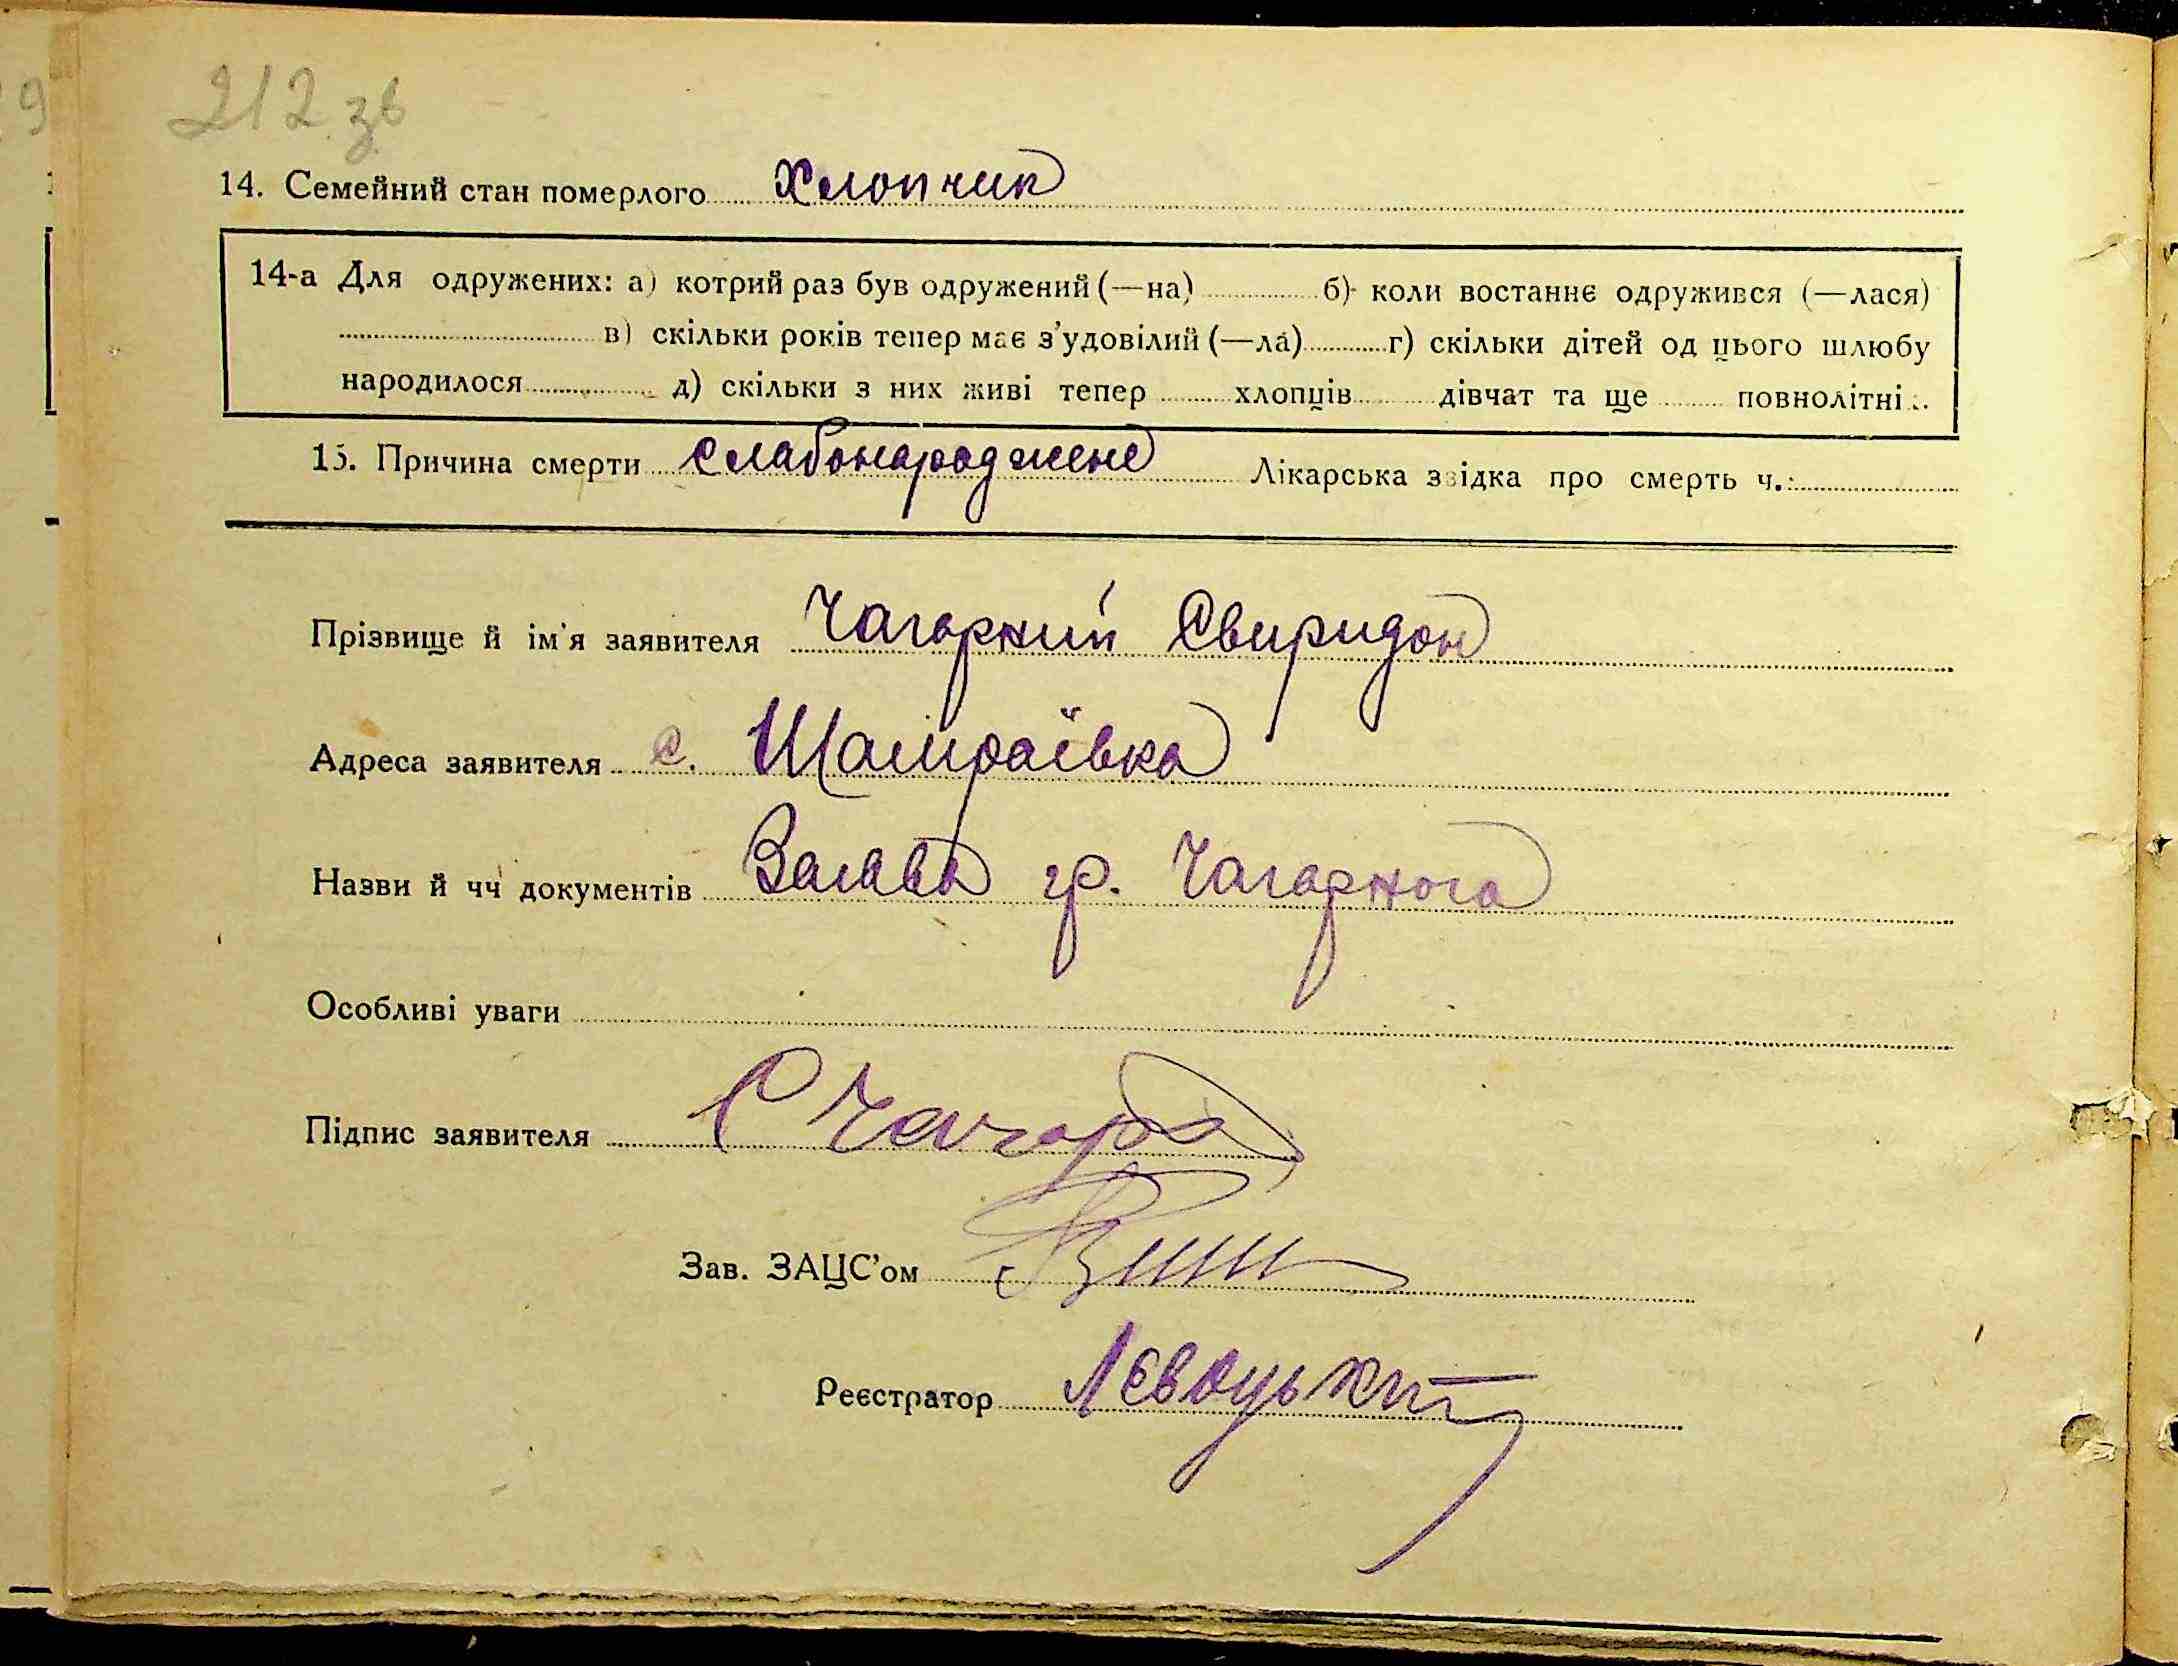 212 зв
14. Семейний стан померлого Хлопчик
14-а Для одружених: а) котрий раз був одружений (—на) б) коли востаннє одружився (—лася)
в) скільки років тепер має з'удовілий (—ла) г) скільки дітей од цього шлюбу
народилося д) скільки з них живі тепер хлопців дівчат та ще повнолітні
15. Причина смерти Слабонароджене Лікарська звідка про смерть ч.
Прізвище й ім'я заявителя Чагарний Свиридон
Адреса заявителя с. Шамраївка
Назви й чч документів Заява гр. Чагарного
Особливі уваги
Підпис заявителя С Чагар
Зав. ЗАЦС'ом
Реєстратор